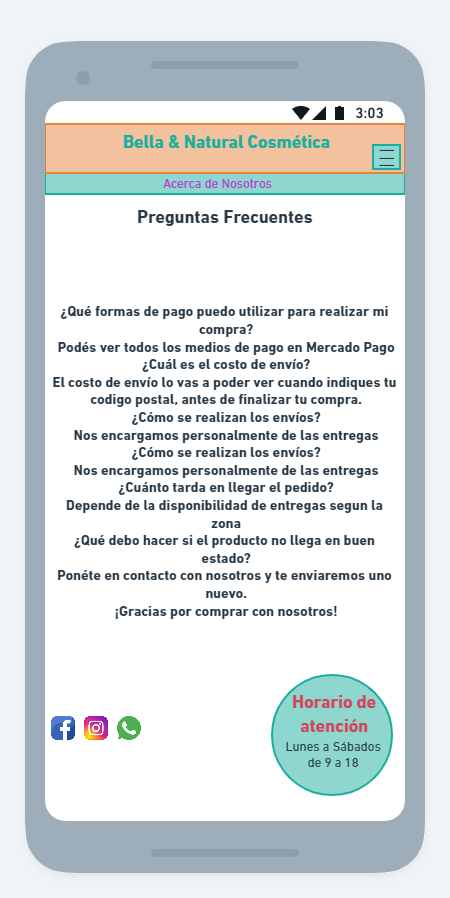 3:03
Bella & Natural Cosmética
Acerca de Nosotros
Preguntas Frecuentes
¿Qué formas de pago puedo utilizar para realizar mi
compra?
Podés ver todos los medios de pago en Mercado Pago
¿Cuál es el costo de envío?
El costo de envío lo vas a poder ver cuando indiques tu
codigo postal, antes de finalizar tu compra.
¿Cómo se realizan los envíos?
Nos encargamos personalmente de las entregas
¿Cómo se realizan los envíos?
Nos encargamos personalmente de las entregas
¿Cuánto tarda en llegar el pedido?
Depende de la disponibilidad de entregas segun la
zona
¿Qué debo hacer si el producto no llega en buen
estado?
Ponéte en contacto con nosotros y te enviaremos uno
nuevo.
¡Gracias por comprar con nosotros!
Horario de
atención
Lunes a Sábados
de 9 a 18